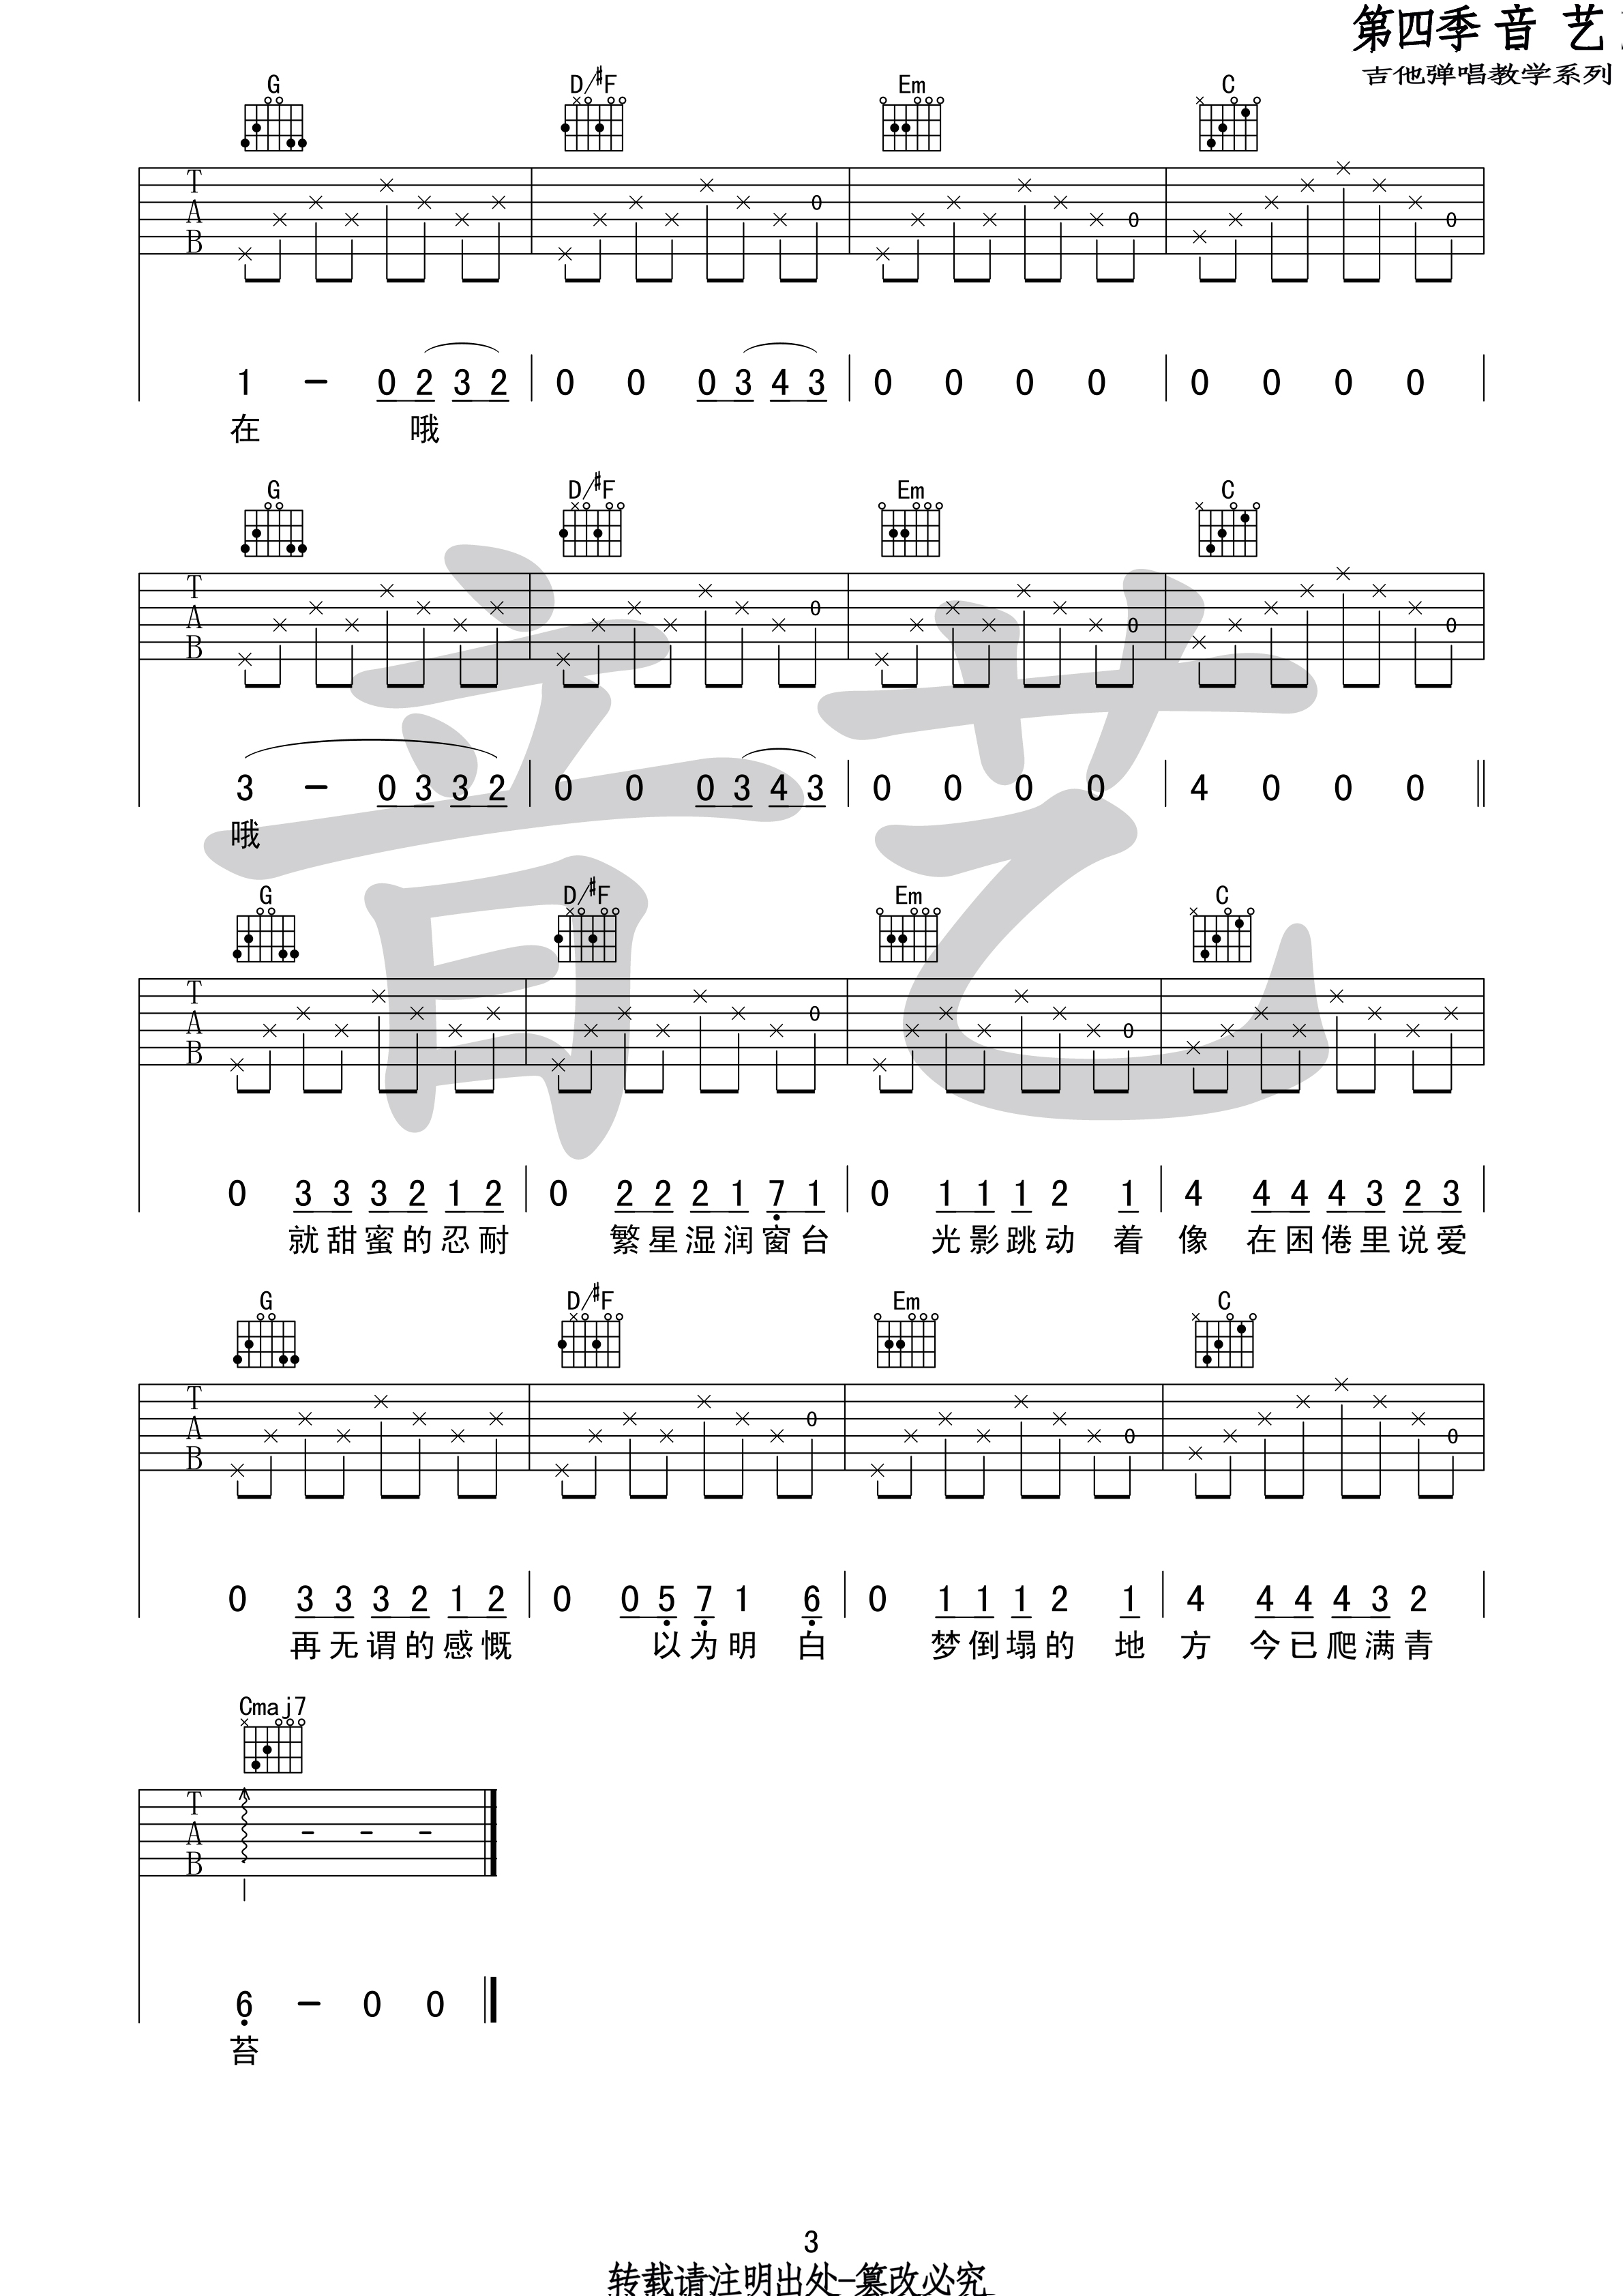 第四季 音 艺
吉他弹唱教学系列
G D/#F Em C
T
A
B
0 0 0
1 - 0 2 3 2 0 0 0 3 4 3 0 0 0 0 0 0 0 0
在 哦
G D/#F Em C
T
A
B
0 0 0
3 - 0 3 3 2 0 0 0 3 4 3 0 0 0 0 4 0 0 0
哦
音艺
G D/#F Em C
T
A
B
0 0
0 3 3 3 2 1 2 0 2 2 2 1 7 1 0 1 1 1 2 1 4 4 4 4 3 2 3
就甜蜜的忍耐 繁星湿润窗台 光影跳动 着 像 在困倦里说爱
G D/#F Em C
T
A
B
0 0 0
0 3 3 3 2 1 2 0 0 5 7 1 6 0 1 1 1 2 1 4 4 4 4 3 2
再无谓的感慨 以为明 白 梦倒塌的 地 方 今已爬满青
Cmaj7
T
A
B
- - -
6 - 0 0
苔
3
转载请注明出处-篡改必究